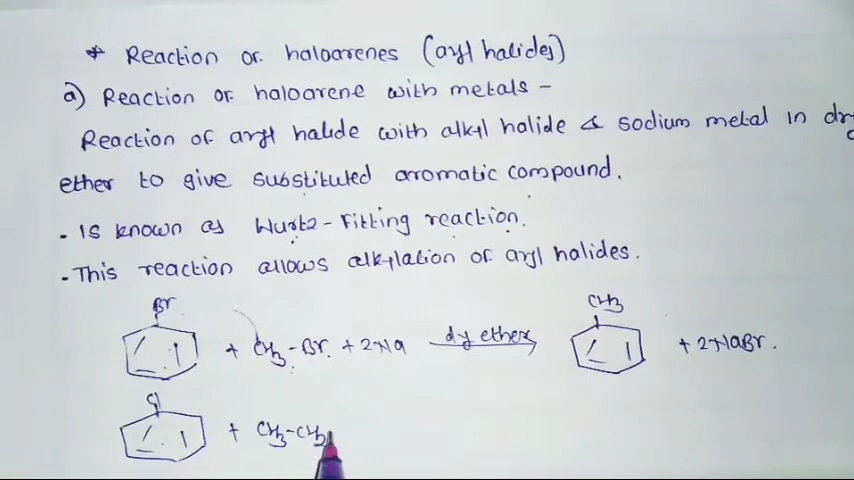 * Reaction or haloarenes (aryl halides)
a) Reaction or haloarene with metals -
Reaction of aryl halide with alkyl halide & sodium metal in dry
ether to give substituted aromatic compound.
. Is known as Wurtz - Fitting reaction.
. This reaction allows alkylation of aryl halides.
Br CH3
+ CH3 - Br + 2Na dry ether + 2NaBr.
Cl
+ CH3 - CH2